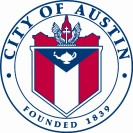 CITY OF AUSTIN
FOUNDED 1839